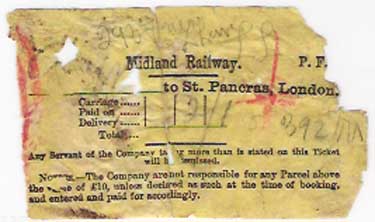 Midland Railway. P. F.
to St. Pancras, London.
Carriage......
Paid on ......
Delivery ......
Total....
Any Servant of the Company more than is stated on this Ticket
will be dismissed.
The Company are not responsible for any Parcel above
the of £10, unless declared as such at the time of booking,
and entered and paid for accordingly.